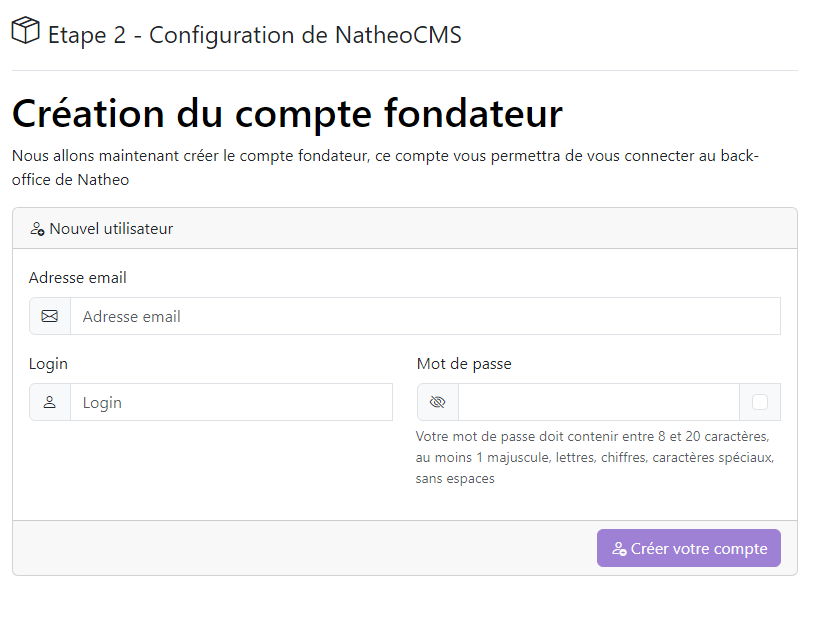 Etape 2 - Configuration de NatheoCMS
Création du compte fondateur
Nous allons maintenant créer le compte fondateur, ce compte vous permettra de vous connecter au back-
office de Natheo
Nouvel utilisateur
Adresse email
Adresse email
Login
Mot de passe
Login
Votre mot de passe doit contenir entre 8 et 20 caractères,
au moins 1 majuscule, lettres, chiffres, caractères spéciaux,
sans espaces
Créer votre compte